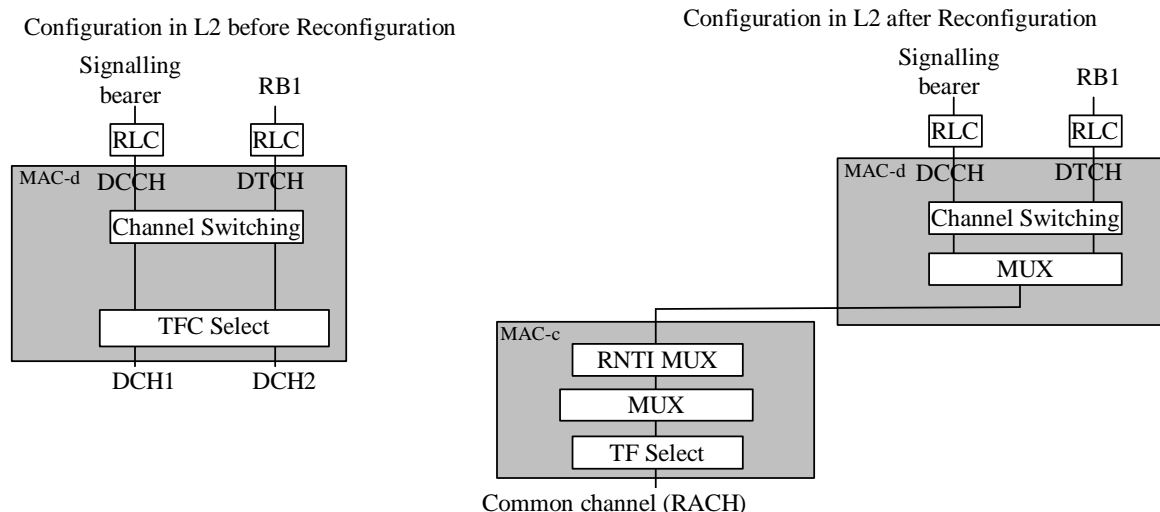 Configuration in L2 before Reconfiguration
Signalling
bearer
RB1
RLC
RLC
MAC-d
DCCH
DTCH
Channel Switching
TFC Select
DCH1
DCH2
Configuration in L2 after Reconfiguration
Signalling
bearer
RB1
RLC
RLC
MAC-d
DCCH
DTCH
Channel Switching
MUX
MAC-c
RNTI MUX
MUX
TF Select
Common channel (RACH)